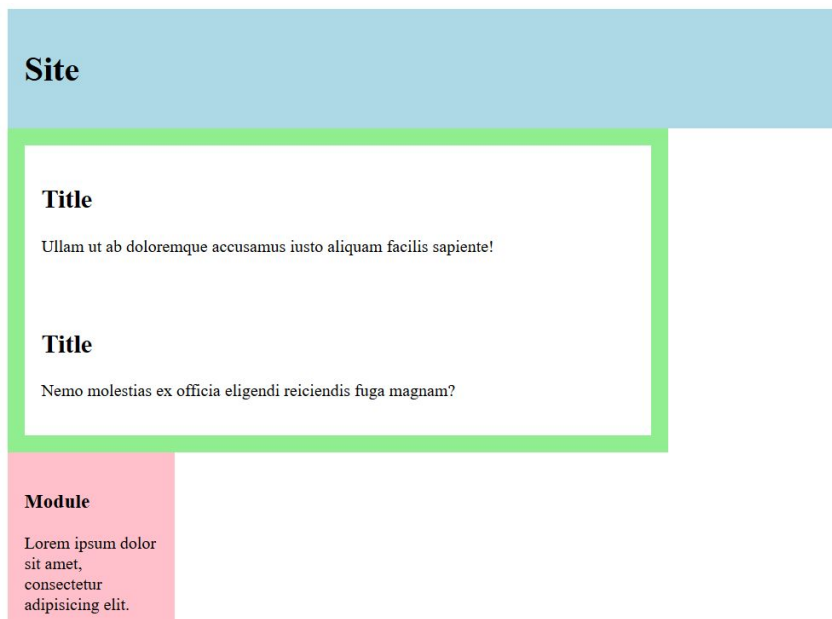 Site
Title
Ullam ut ab doloremque accusamus iusto aliquam facilis sapiente!
Title
Nemo molestias ex officia eligendi reiciendis fuga magnam?
Module
Lorem ipsum dolor
sit amet,
consectetur
adipisicing elit.